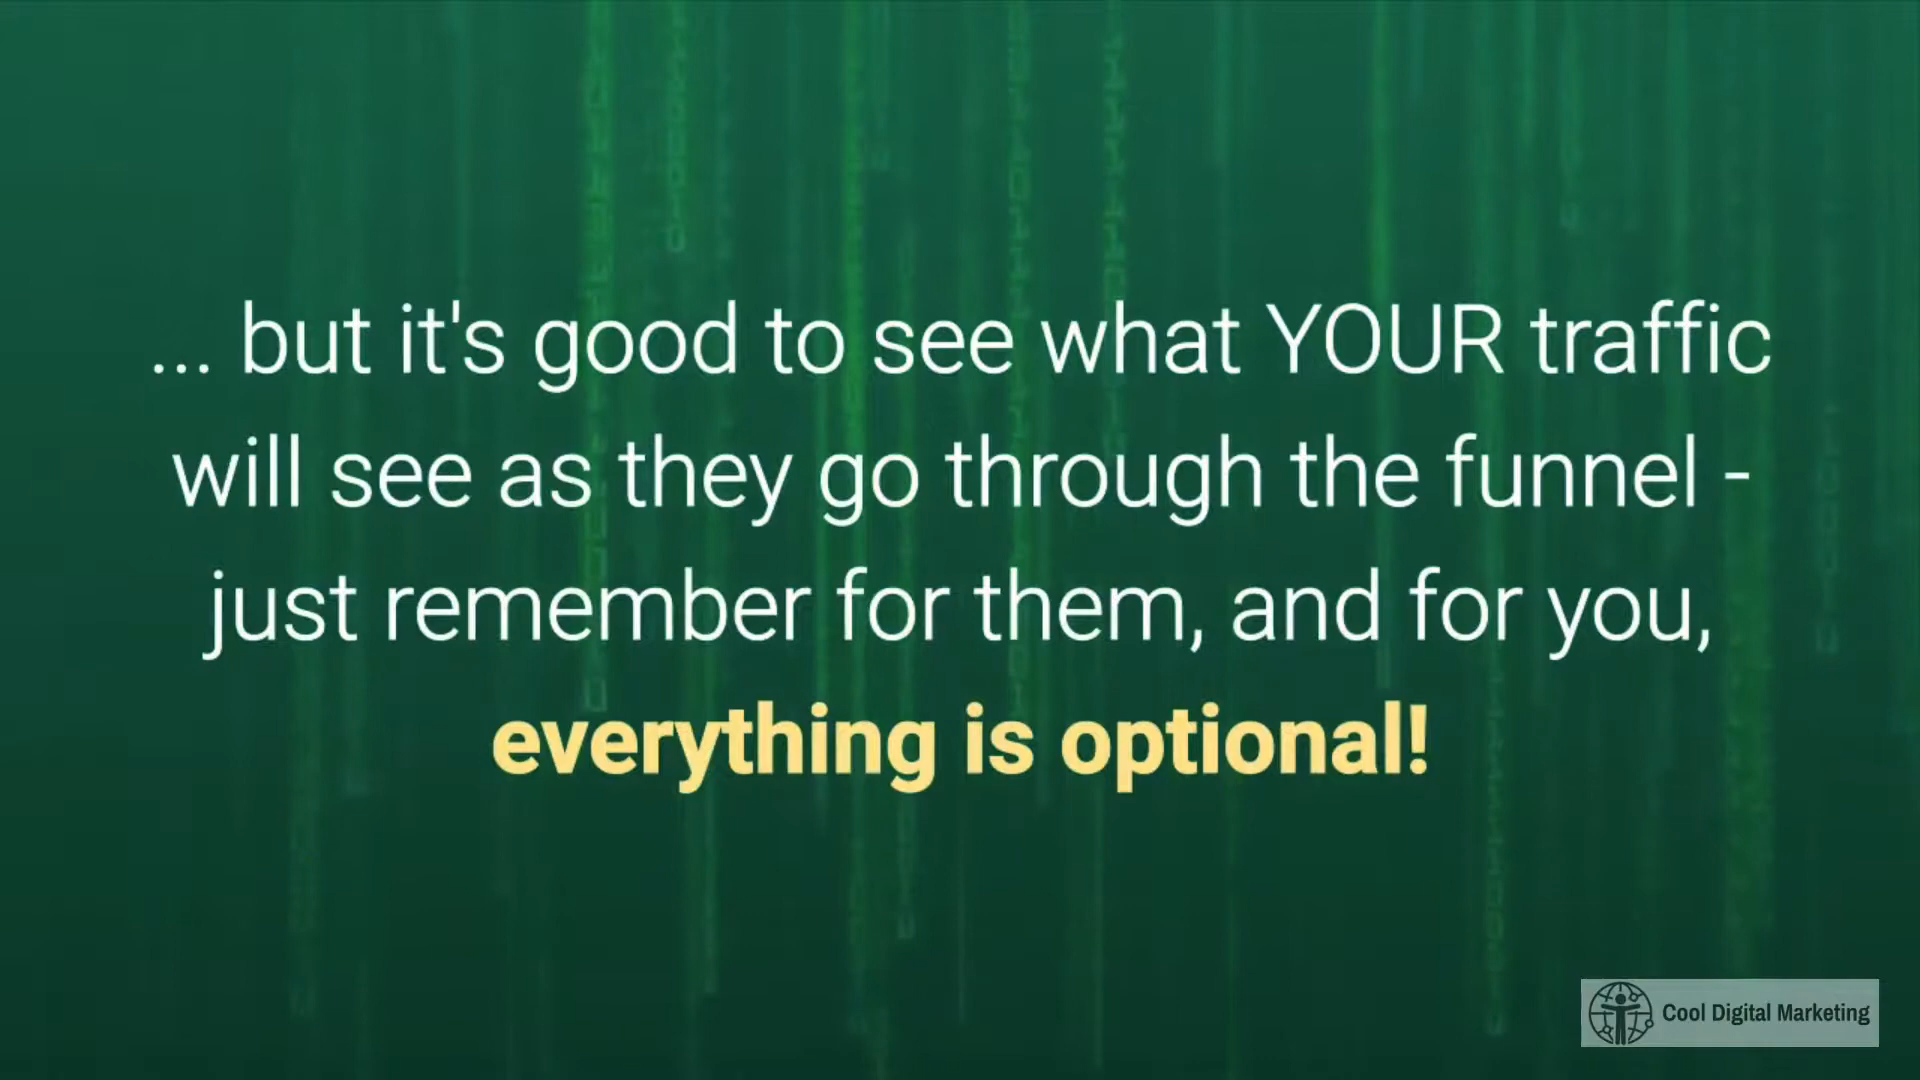 ... but it's good to see what YOUR traffic
will see as they go through the funnel -
just remember for them, and for you,
everything is optional!
Cool Digital Marketing